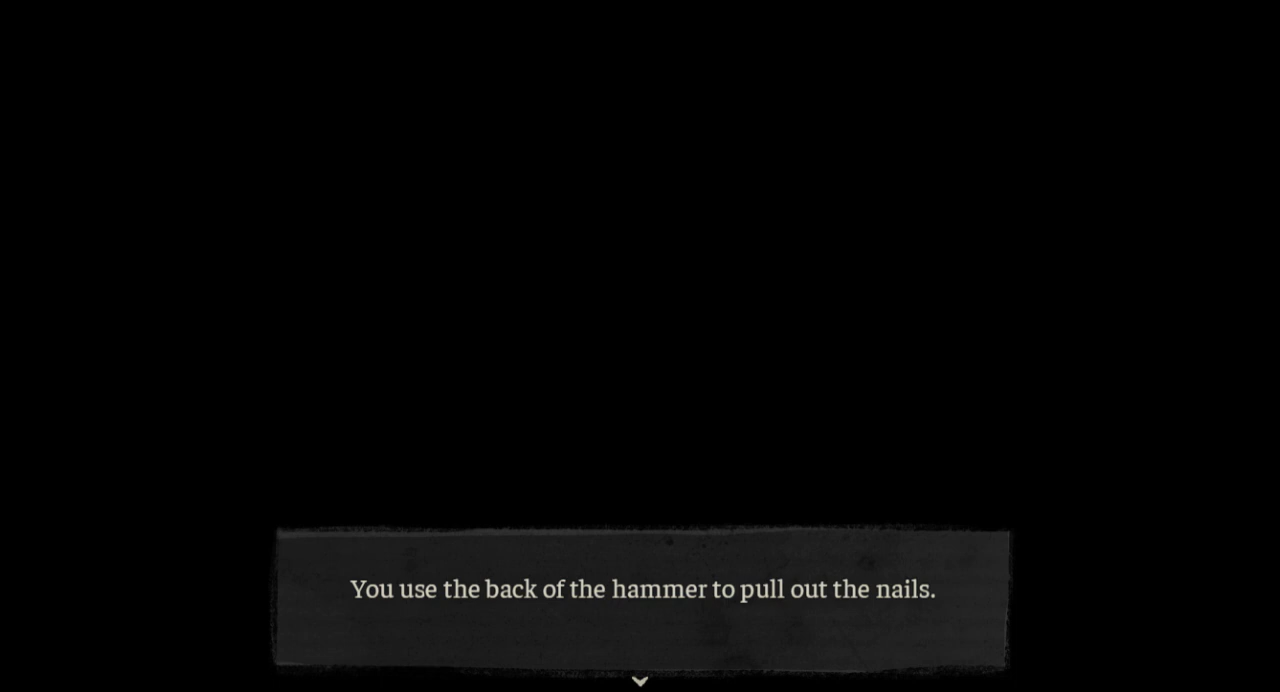 You use the back of the hammer to pull out the nails.